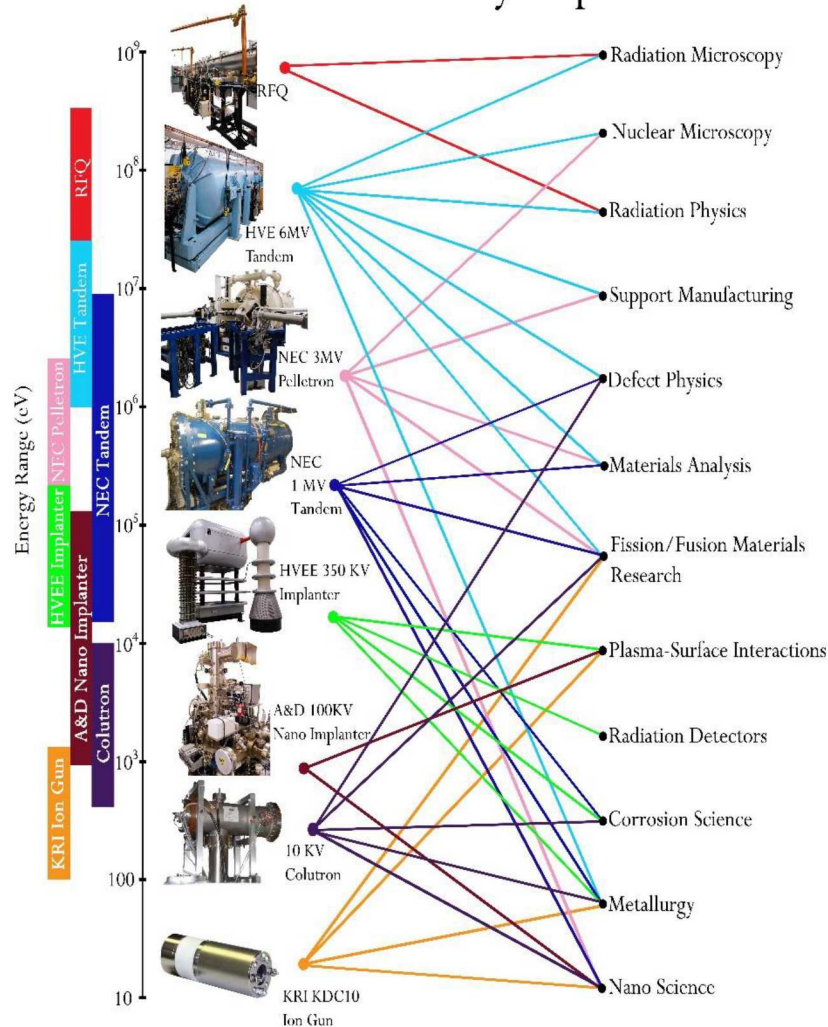 10⁹
10⁸
10⁷
10⁶
10⁵
10⁴
10³
100
10
Energy Range (eV)
RFQ
HVE Tandem
NEC Pelletron
NEC Tandem
HVEE Implanter
A&D Nano Implanter
Colutron
KRI Ion Gun
RFQ
HVE 6MV
Tandem
NEC 3MV
Pelletron
NEC
1 MV
Tandem
HVEE 350 KV
Implanter
A&D 100KV
Nano Implanter
10 KV
Colutron
KRI KDC10
Ion Gun
Radiation Microscopy
Nuclear Microscopy
Radiation Physics
Support Manufacturing
Defect Physics
Materials Analysis
Fission/Fusion Materials
Research
Plasma-Surface Interactions
Radiation Detectors
Corrosion Science
Metallurgy
Nano Science